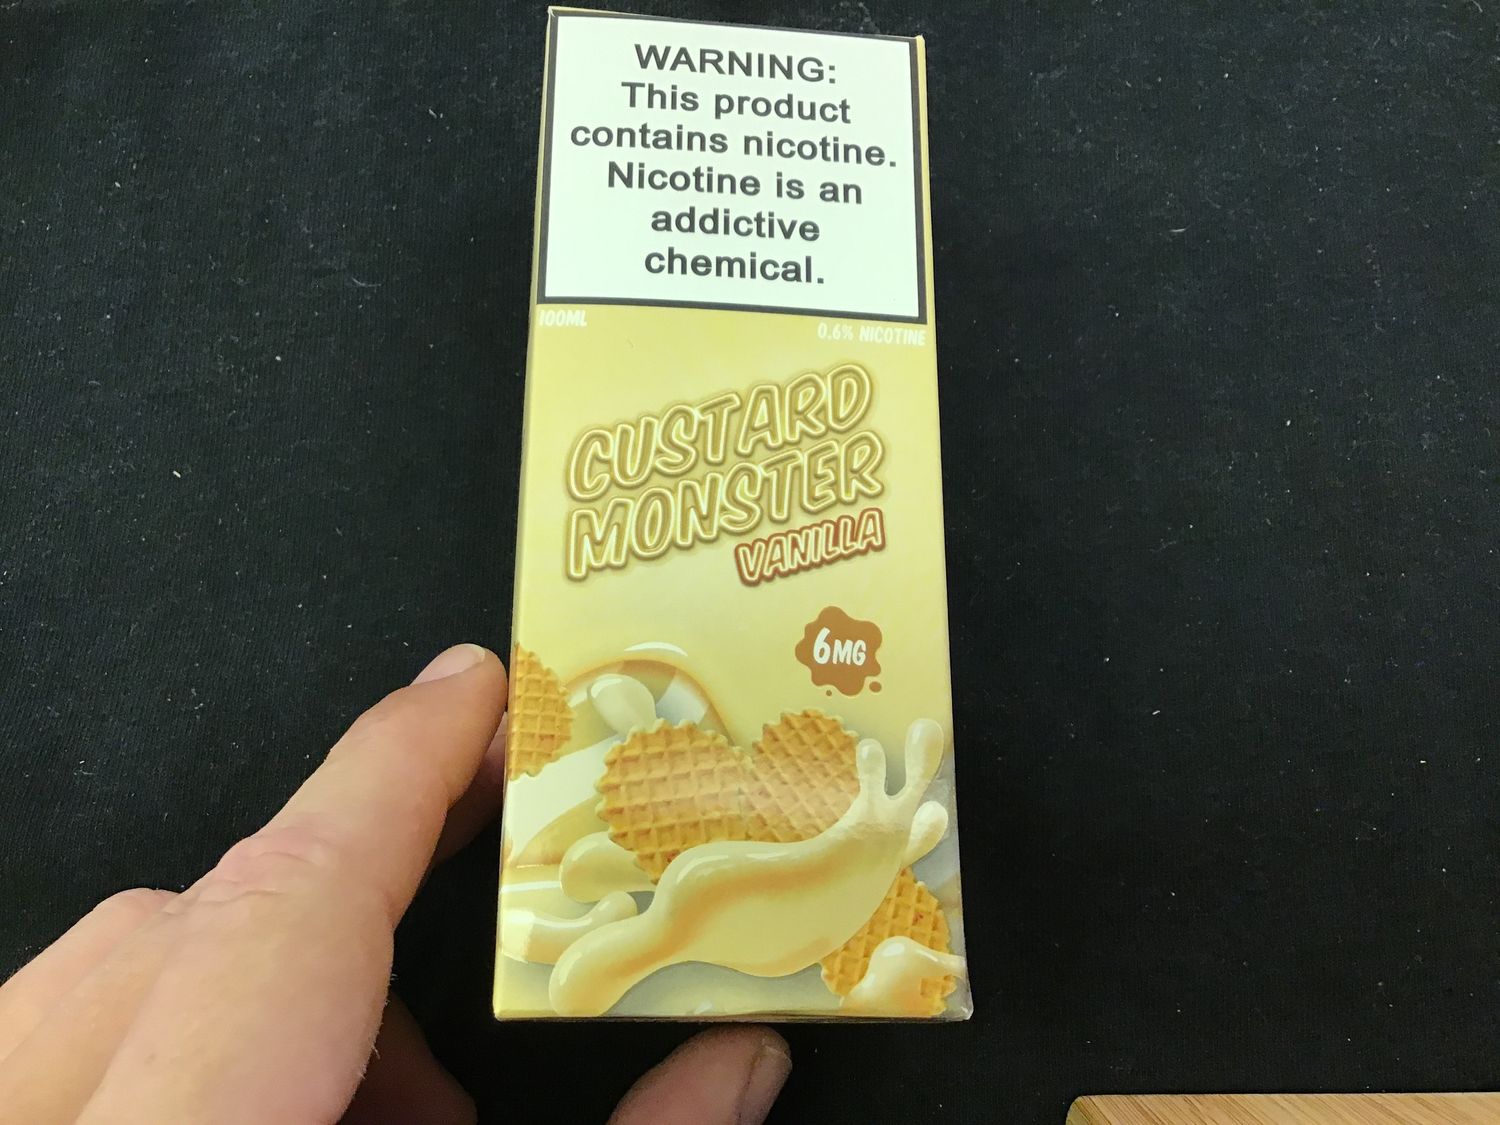 WARNING:
This product
contains nicotine.
Nicotine is an
addictive
chemical.
100ML
0.6% NICOTINE
CUSTARD
MONSTER
VANILLA
6MG